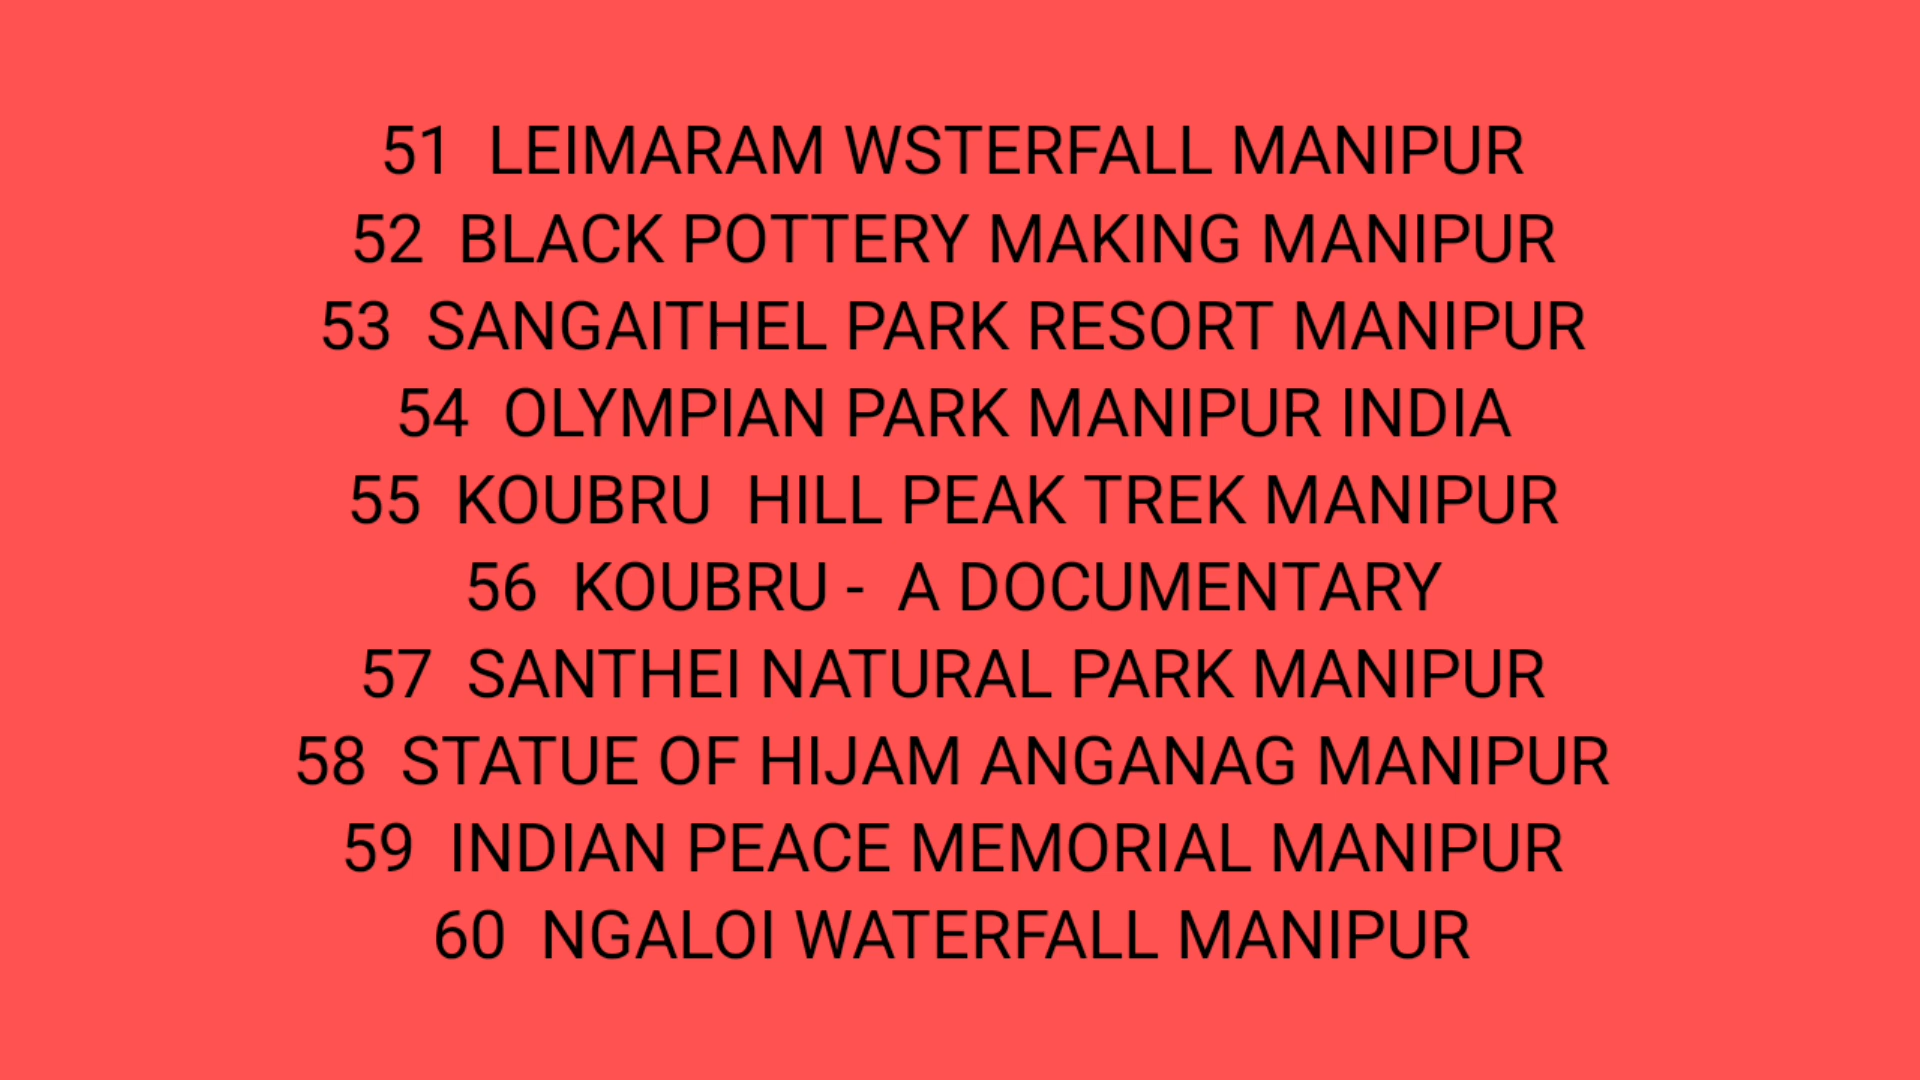 51  LEIMARAM WSTERFALL MANIPUR
52  BLACK POTTERY MAKING MANIPUR
53  SANGAITHEL PARK RESORT MANIPUR
54  OLYMPIAN PARK MANIPUR INDIA
55  KOUBRU  HILL PEAK TREK MANIPUR
56  KOUBRU -  A DOCUMENTARY
57  SANTHEI NATURAL PARK MANIPUR
58  STATUE OF HIJAM ANGANAG MANIPUR
59  INDIAN PEACE MEMORIAL MANIPUR
60  NGALOI WATERFALL MANIPUR